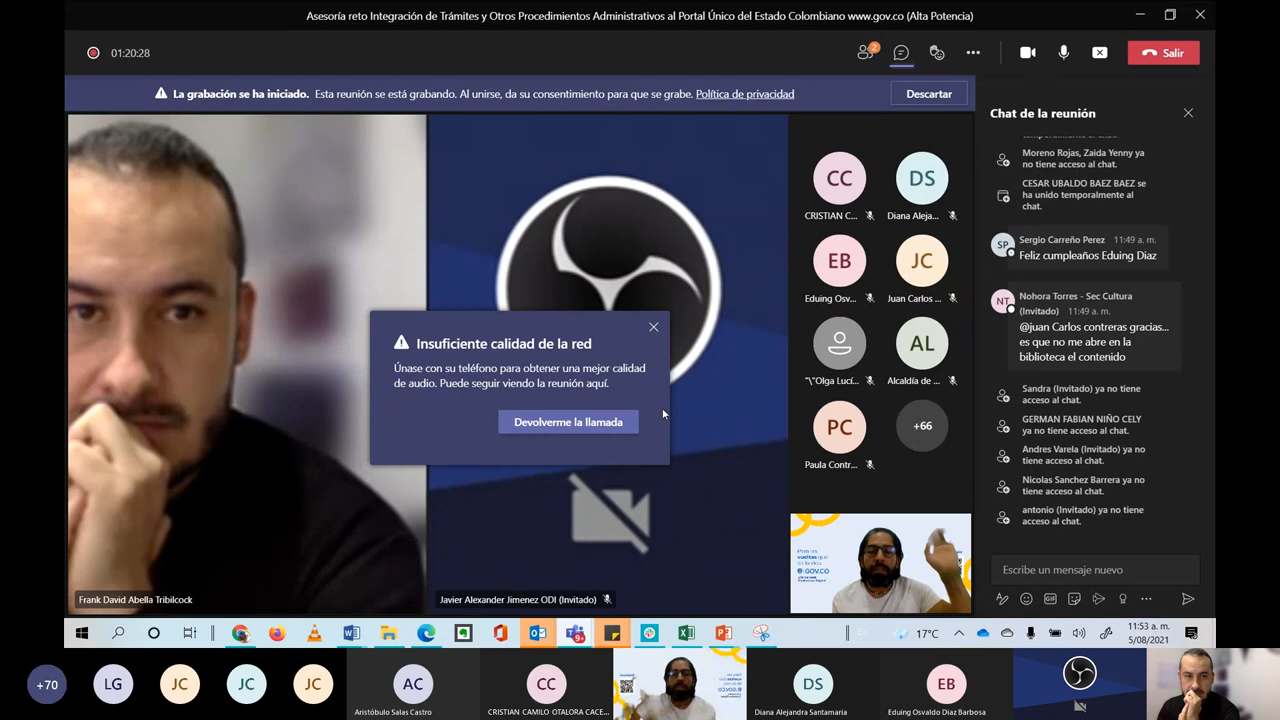 Asesoría reto Integración de Trámites y Otros Procedimientos Administrativos al Portal Único del Estado Colombiano www.gov.co (Alta Potencia)
01:20:28
2
Salir
La grabación se ha iniciado. Esta reunión se está grabando. Al unirse, da su consentimiento para que se grabe. Política de privacidad
Descartar
Chat de la reunión
Moreno Rojas, Zaida Yenny ya
no tiene acceso al chat.
CESAR UBALDO BAEZ BAEZ se
ha unido temporalmente al
chat.
SP
Sergio Carreño Perez 11:49 a. m.
Feliz cumpleaños Eduing Diaz
NT
Nohora Torres - Sec Cultura
(Invitado) 11:49 a. m.
@juan Carlos contreras gracias...
es que no me abre en la
biblioteca el contenido
Sandra (Invitado) ya no tiene
acceso al chat.
GERMAN FABIAN NIÑO CELY
ya no tiene acceso al chat.
Andres Varela (Invitado) ya no
tiene acceso al chat.
Nicolas Sanchez Barrera ya no
tiene acceso al chat.
antonio (Invitado) ya no tiene
acceso al chat.
Escribe un mensaje nuevo
GIF
CC
CRISTIAN C...
DS
Diana Aleja...
EB
Eduing Osv...
JC
Juan Carlos ...
"\"Olga Lucí...
AL
Alcaldía de ...
PC
Paula Contr...
+66
Insuficiente calidad de la red
Únase con su teléfono para obtener una mejor calidad
de audio. Puede seguir viendo la reunión aquí.
Devolverme la llamada
Frank David Abella Tribilcock
Javier Alexander Jimenez ODI (Invitado)
GOV.CO
17°C
11:53 a. m.
5/08/2021
+70
LG
JC
JC
JC
AC
Aristóbulo Salas Castro
CC
CRISTIAN CAMILO OTALORA CACE...
DS
Diana Alejandra Santamaria
EB
Eduing Osvaldo Diaz Barbosa